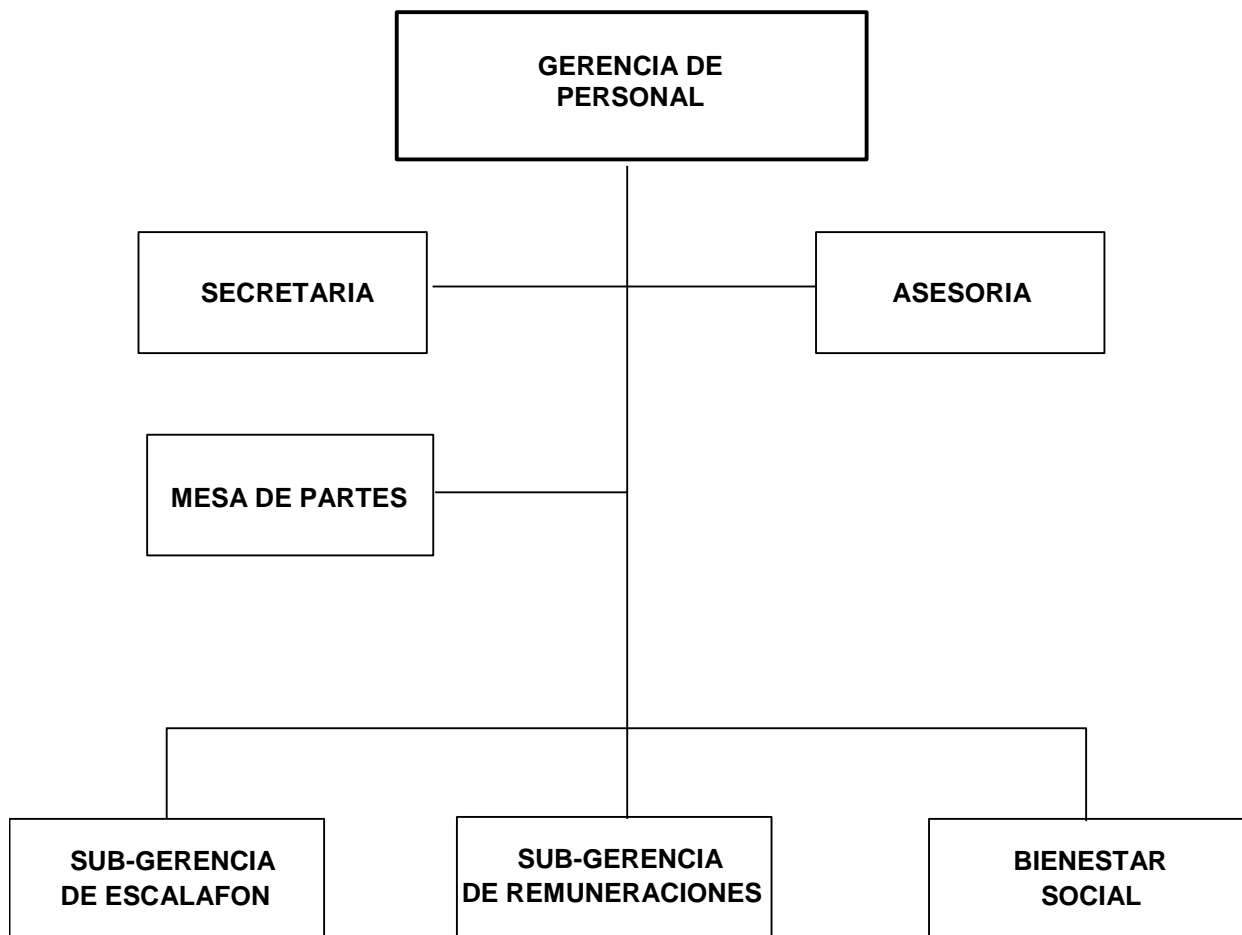 GERENCIA DE
PERSONAL
SECRETARIA
ASESORIA
MESA DE PARTES
SUB-GERENCIA
DE ESCALAFON
SUB-GERENCIA
DE REMUNERACIONES
BIENESTAR
SOCIAL